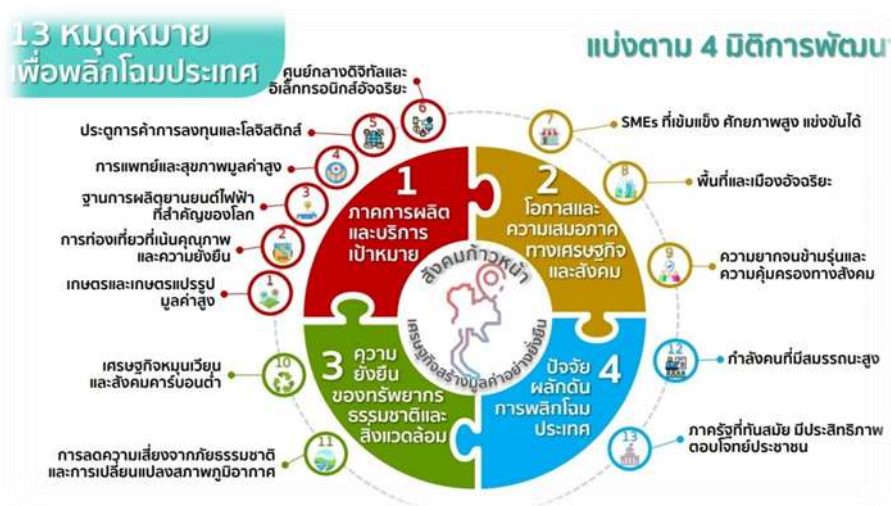 13 หมุดหมาย
เพื่อพลิกโฉมประเทศ
แบ่งตาม 4 มิติการพัฒนา
ศูนย์กลางดิจิทัลและ
อิเล็กทรอนิกส์อัจฉริยะ
6
ประตูการค้าการลงทุนและโลจิสติกส์
5
การแพทย์และสุขภาพมูลค่าสูง
4
ฐานการผลิตยานยนต์ไฟฟ้า
ที่สำคัญของโลก
3
การท่องเที่ยวที่เน้นคุณภาพ
และความยั่งยืน
2
เกษตรและเกษตรแปรรูป
มูลค่าสูง
1
1
ภาคการผลิต
และบริการ
เป้าหมาย
2
โอกาสและ
ความเสมอภาค
ทางเศรษฐกิจ
และสังคม
7
SMEs ที่เข้มแข็ง ศักยภาพสูง แข่งขันได้
8
พื้นที่และเมืองอัจฉริยะ
9
ความยากจนข้ามรุ่นและ
ความคุ้มครองทางสังคม
สังคมก้าวหน้า
เศรษฐกิจสร้างมูลค่าอย่างยั่งยืน
10
เศรษฐกิจหมุนเวียน
และสังคมคาร์บอนต่ำ
11
การลดความเสี่ยงจากภัยธรรมชาติ
และการเปลี่ยนแปลงสภาพภูมิอากาศ
3 ความ
ยั่งยืน
ของทรัพยากร
ธรรมชาติและ
สิ่งแวดล้อม
ปัจจัย 4
ผลักดัน
การพลิกโฉม
ประเทศ
12
กำลังคนที่มีสมรรถนะสูง
13
ภาครัฐที่ทันสมัย มีประสิทธิภาพ
ตอบโจทย์ประชาชน